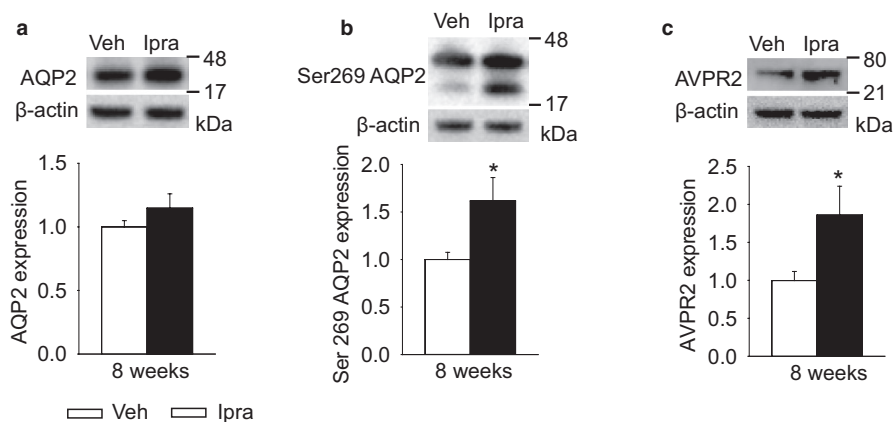 a
Veh Ipra
AQP2
48
17
β-actin
kDa
AQP2 expression
1.5
1.0
0.5
0.0
8 weeks
b
Veh Ipra
Ser269 AQP2
48
17
β-actin
kDa
Ser 269 AQP2 expression
2.0
1.5
1.0
0.5
0.0
*
8 weeks
c
Veh Ipra
AVPR2
80
21
β-actin
kDa
AVPR2 expression
2.5
2.0
1.5
1.0
0.5
0.0
*
8 weeks
Veh Ipra